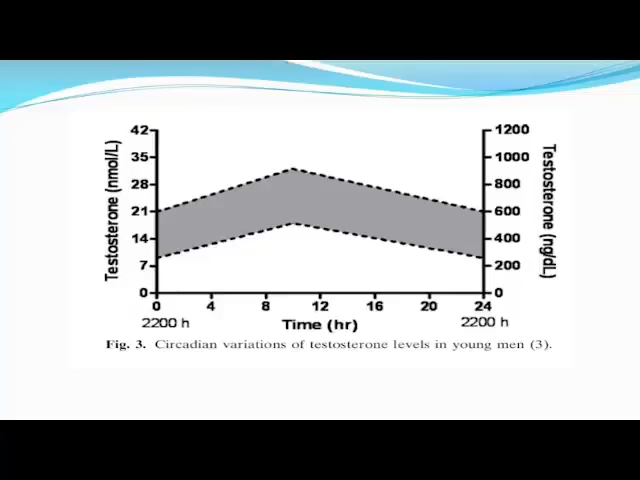 Testosterone (nmol/L)
42
35
28
21
14
7
0
1200
1000
800
600
400
200
0
Testosterone (ng/dL)
0 4 8 12 16 20 24
2200 h Time (hr) 2200 h
Fig. 3. Circadian variations of testosterone levels in young men (3).